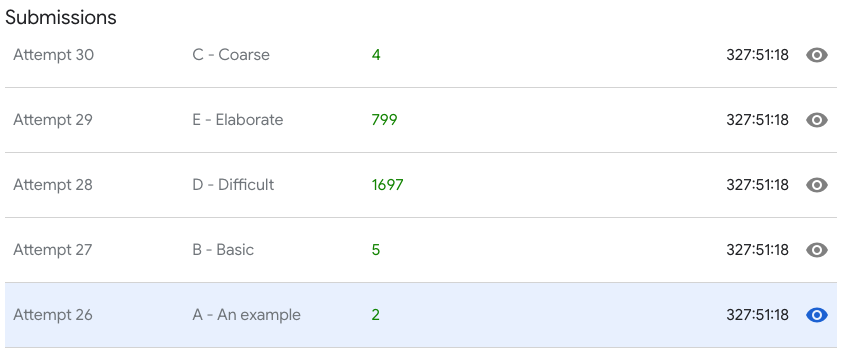 Submissions
Attempt 30 C - Coarse 4 327:51:18
Attempt 29 E - Elaborate 799 327:51:18
Attempt 28 D - Difficult 1697 327:51:18
Attempt 27 B - Basic 5 327:51:18
Attempt 26 A - An example 2 327:51:18